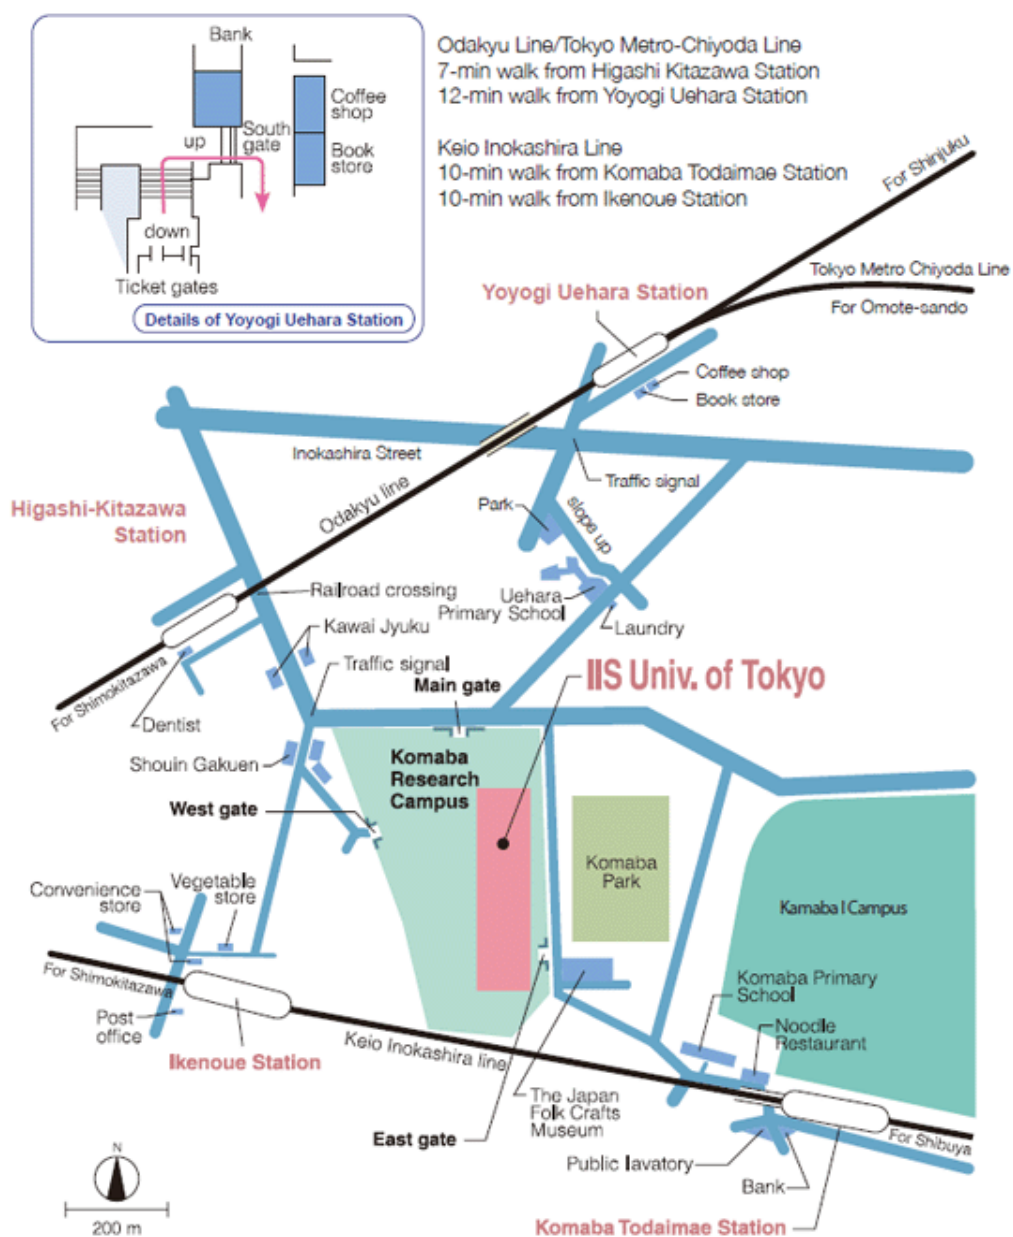 Bank
Coffee
shop
South
gate
up
Book
store
down
Ticket gates
Details of Yoyogi Uehara Station
Odakyu Line/Tokyo Metro-Chiyoda Line
7-min walk from Higashi Kitazawa Station
12-min walk from Yoyogi Uehara Station
Keio Inokashira Line
10-min walk from Komaba Todaimae Station
10-min walk from Ikenoue Station
For Shinjuku
Tokyo Metro Chiyoda Line
For Omote-sando
Yoyogi Uehara Station
Coffee shop
Book store
Inokashira Street
Traffic signal
Odakyu line
Higashi-Kitazawa
Station
Park
slope up
Railroad crossing
Uehara
Primary School
Laundry
Kawai Jyuku
Traffic signal
For Shimokitazawa
Dentist
Main gate
IIS Univ. of Tokyo
Shouin Gakuen
Komaba
Research
Campus
West gate
Komaba
Park
Kamaba I Campus
Convenience
store
Vegetable
store
For Shimokitazawa
Post
office
Ikenoue Station
Keio Inokashira line
Komaba Primary
School
Noodle
Restaurant
The Japan
Folk Crafts
Museum
East gate
Public lavatory
Bank
For Shibuya
Komaba Todaimae Station
N
200 m